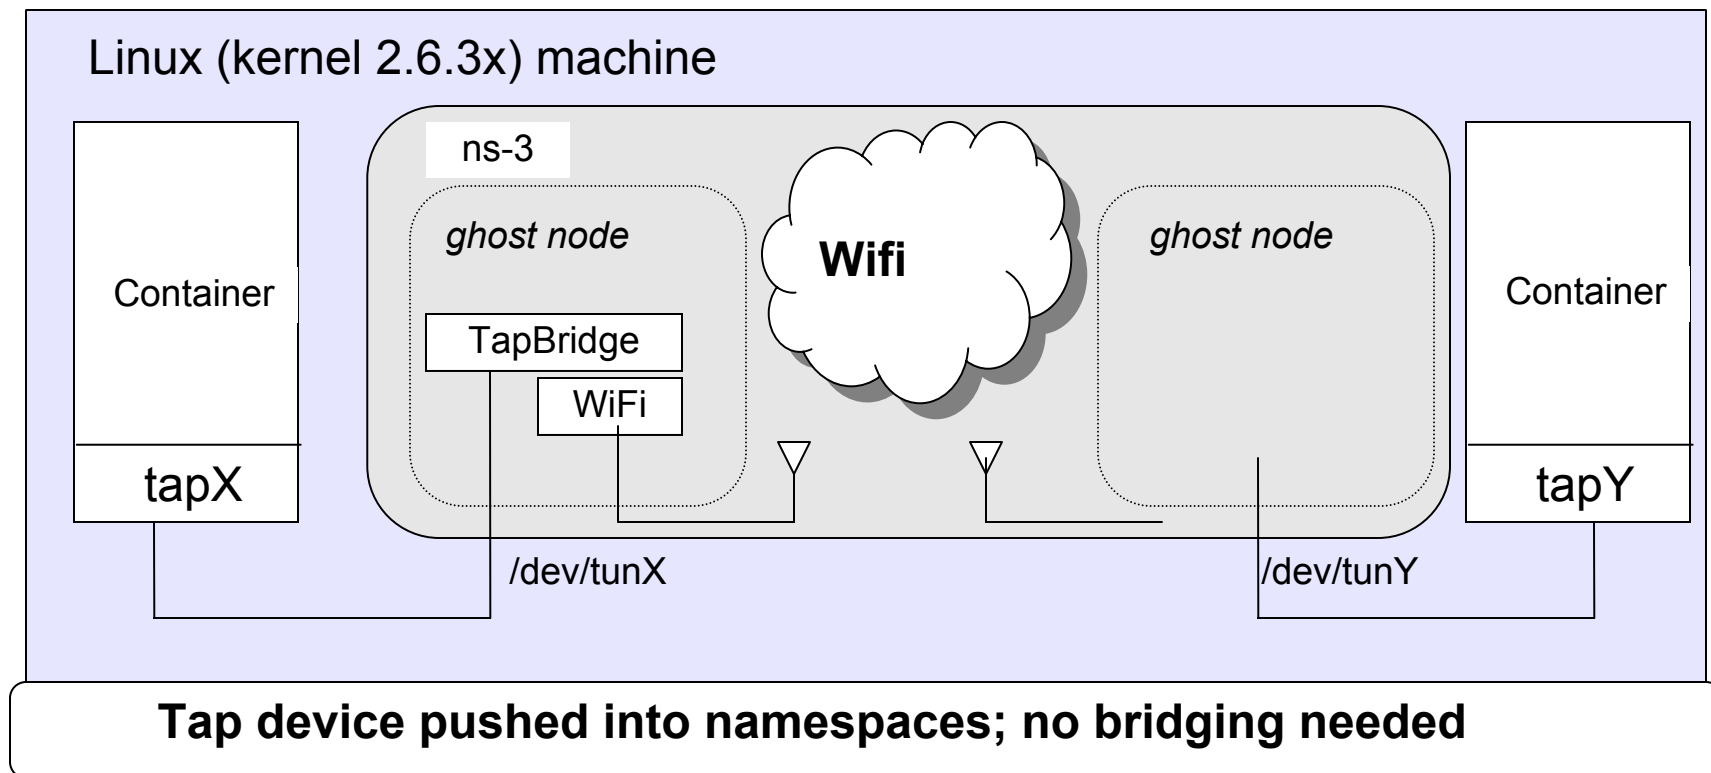 Linux (kernel 2.6.3x) machine
ns-3
ghost node
Wifi
ghost node
Container
Container
TapBridge
WiFi
tapX
tapY
/dev/tunX
/dev/tunY
Tap device pushed into namespaces; no bridging needed